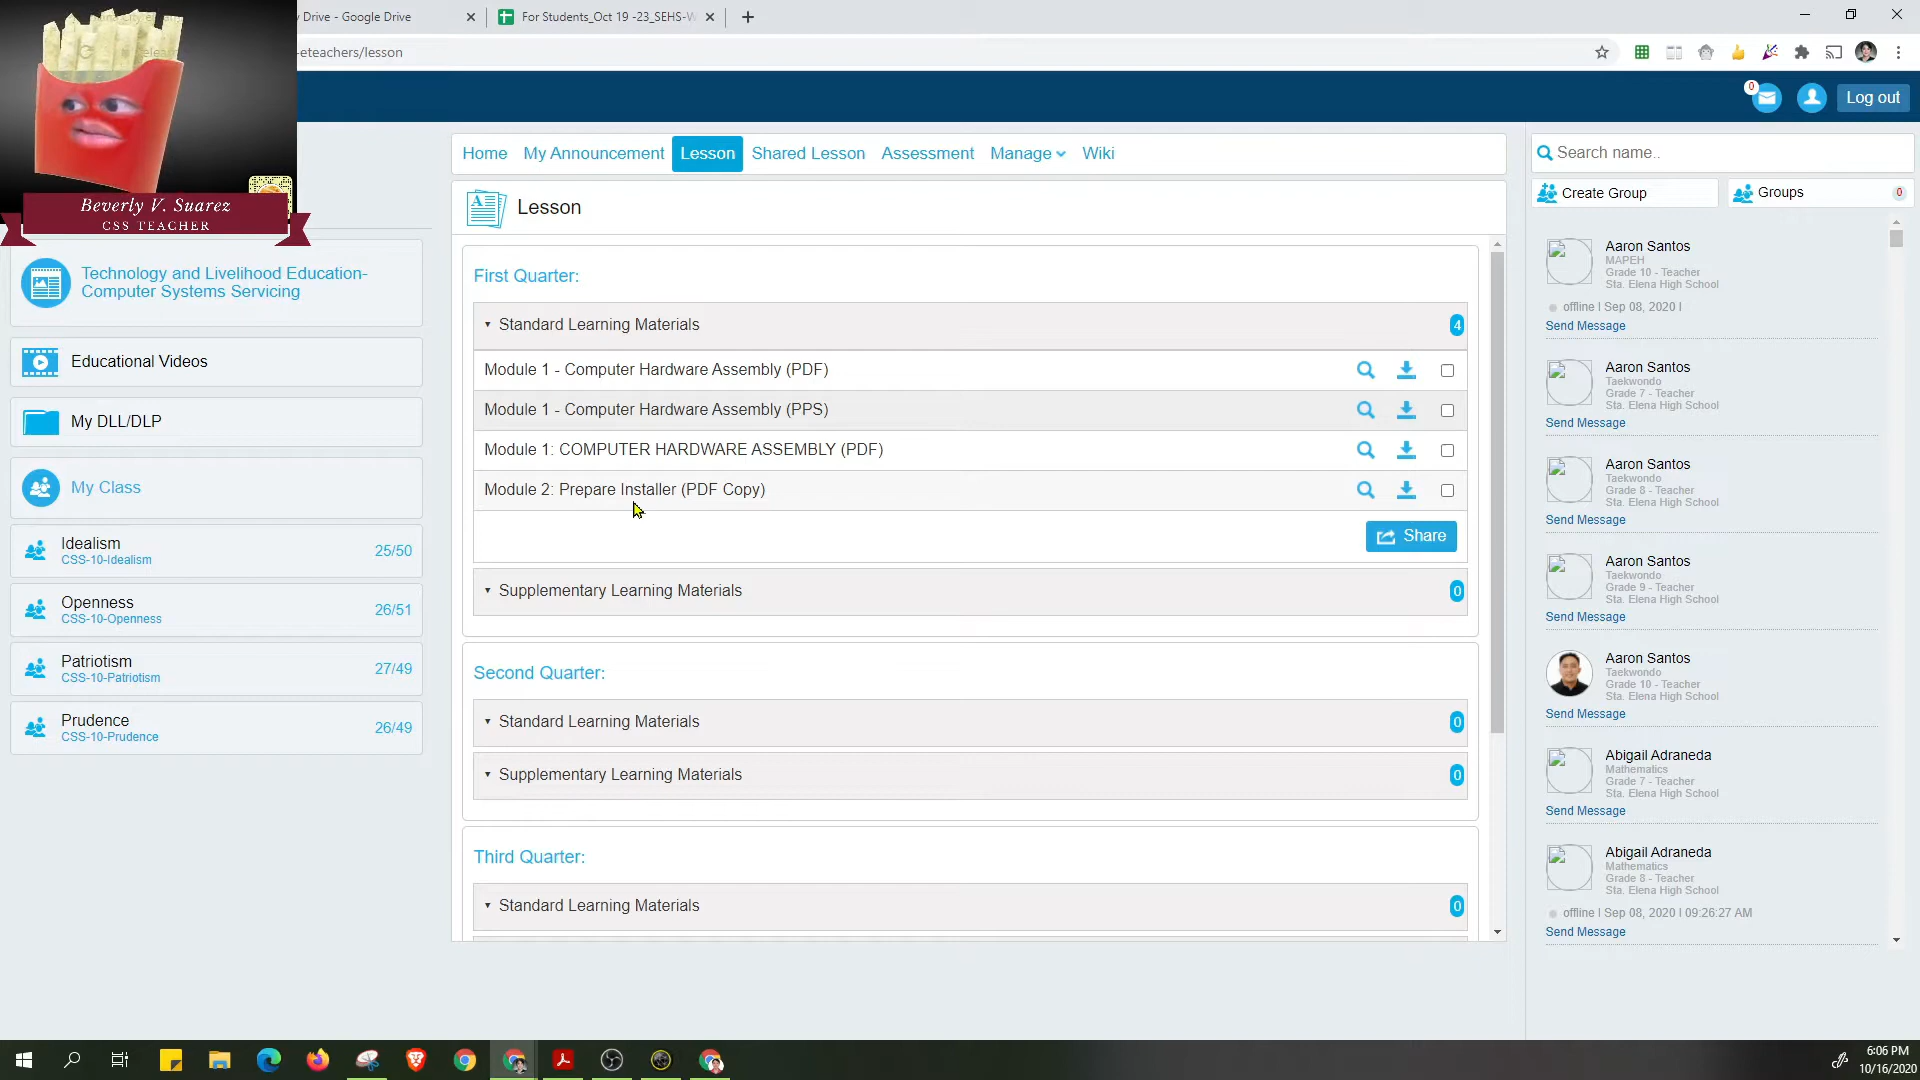 y Drive - Google Drive
For Students_Oct 19 -23_SEHS-W
-eteachers/lesson
0
Log out
Beverly V. Suarez
CSS TEACHER
Technology and Livelihood Education-
Computer Systems Servicing
Educational Videos
My DLL/DLP
My Class
Idealism
CSS-10-Idealism
25/50
Openness
CSS-10-Openness
26/51
Patriotism
CSS-10-Patriotism
27/49
Prudence
CSS-10-Prudence
26/49
Home My Announcement Lesson Shared Lesson Assessment Manage Wiki
Lesson
First Quarter:
Standard Learning Materials 4
Module 1 - Computer Hardware Assembly (PDF)
Module 1 - Computer Hardware Assembly (PPS)
Module 1: COMPUTER HARDWARE ASSEMBLY (PDF)
Module 2: Prepare Installer (PDF Copy)
Share
Supplementary Learning Materials 0
Second Quarter:
Standard Learning Materials 0
Supplementary Learning Materials 0
Third Quarter:
Standard Learning Materials 0
Search name..
Create Group
Groups 0
Aaron Santos
MAPEH
Grade 10 - Teacher
Sta. Elena High School
offline I Sep 08, 2020 I
Send Message
Aaron Santos
Taekwondo
Grade 7 - Teacher
Sta. Elena High School
Send Message
Aaron Santos
Taekwondo
Grade 8 - Teacher
Sta. Elena High School
Send Message
Aaron Santos
Taekwondo
Grade 9 - Teacher
Sta. Elena High School
Send Message
Aaron Santos
Taekwondo
Grade 10 - Teacher
Sta. Elena High School
Send Message
Abigail Adraneda
Mathematics
Grade 7 - Teacher
Sta. Elena High School
Send Message
Abigail Adraneda
Mathematics
Grade 8 - Teacher
Sta. Elena High School
offline I Sep 08, 2020 I 09:26:27 AM
Send Message
6:06 PM
10/16/2020